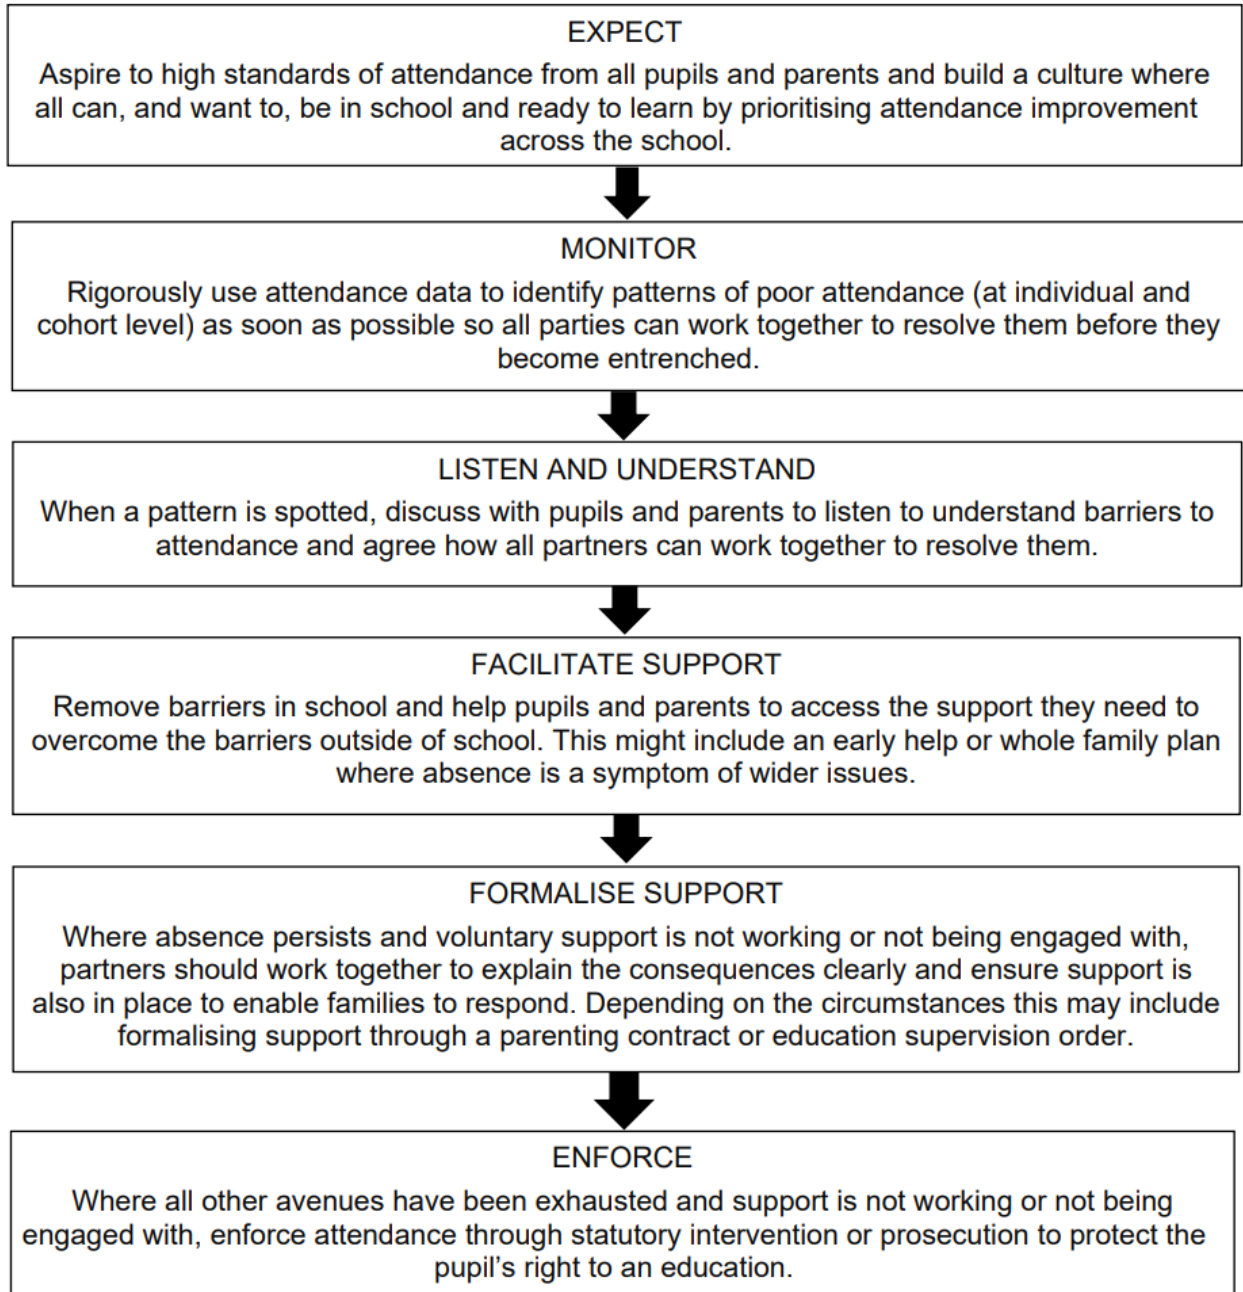 EXPECT
Aspire to high standards of attendance from all pupils and parents and build a culture where
all can, and want to, be in school and ready to learn by prioritising attendance improvement
across the school.
MONITOR
Rigorously use attendance data to identify patterns of poor attendance (at individual and
cohort level) as soon as possible so all parties can work together to resolve them before they
become entrenched.
LISTEN AND UNDERSTAND
When a pattern is spotted, discuss with pupils and parents to listen to understand barriers to
attendance and agree how all partners can work together to resolve them.
FACILITATE SUPPORT
Remove barriers in school and help pupils and parents to access the support they need to
overcome the barriers outside of school. This might include an early help or whole family plan
where absence is a symptom of wider issues.
FORMALISE SUPPORT
Where absence persists and voluntary support is not working or not being engaged with,
partners should work together to explain the consequences clearly and ensure support is
also in place to enable families to respond. Depending on the circumstances this may include
formalising support through a parenting contract or education supervision order.
ENFORCE
Where all other avenues have been exhausted and support is not working or not being
engaged with, enforce attendance through statutory intervention or prosecution to protect the
pupil’s right to an education.